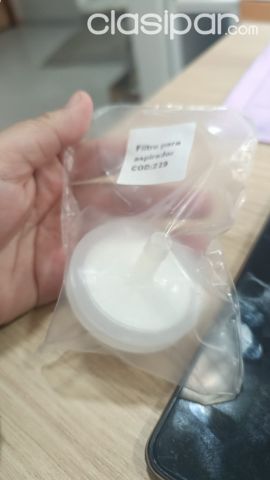 clasipar.com
Filtro para
aspirador
COD:229